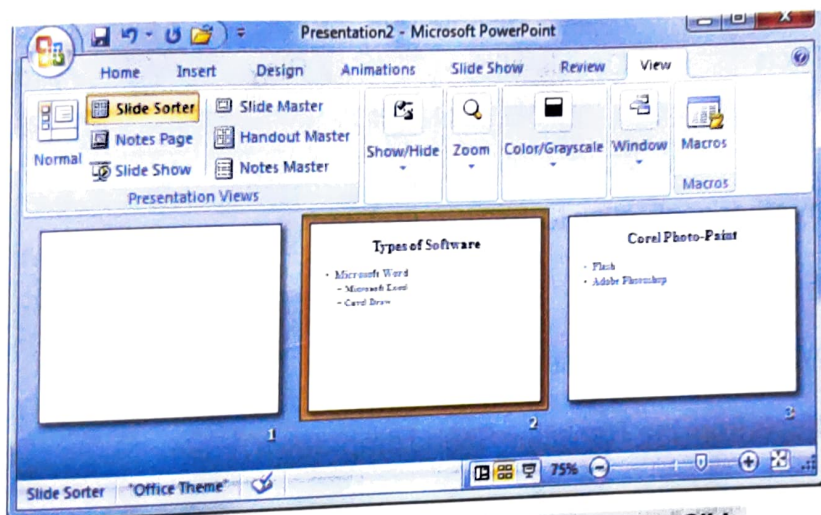 Presentation2 - Microsoft PowerPoint
Home Insert Design Animations Slide Show Review View
Normal
Slide Sorter
Notes Page
Slide Show
Slide Master
Handout Master
Notes Master
Presentation Views
Show/Hide
Zoom
Color/Grayscale
Window
Macros
Macros
1
Types of Software
• Microsoft Word
– Microsoft Excel
– Corel Draw
2
Corel Photo-Paint
• Flash
• Adobe Photoshop
3
Slide Sorter "Office Theme" 75%